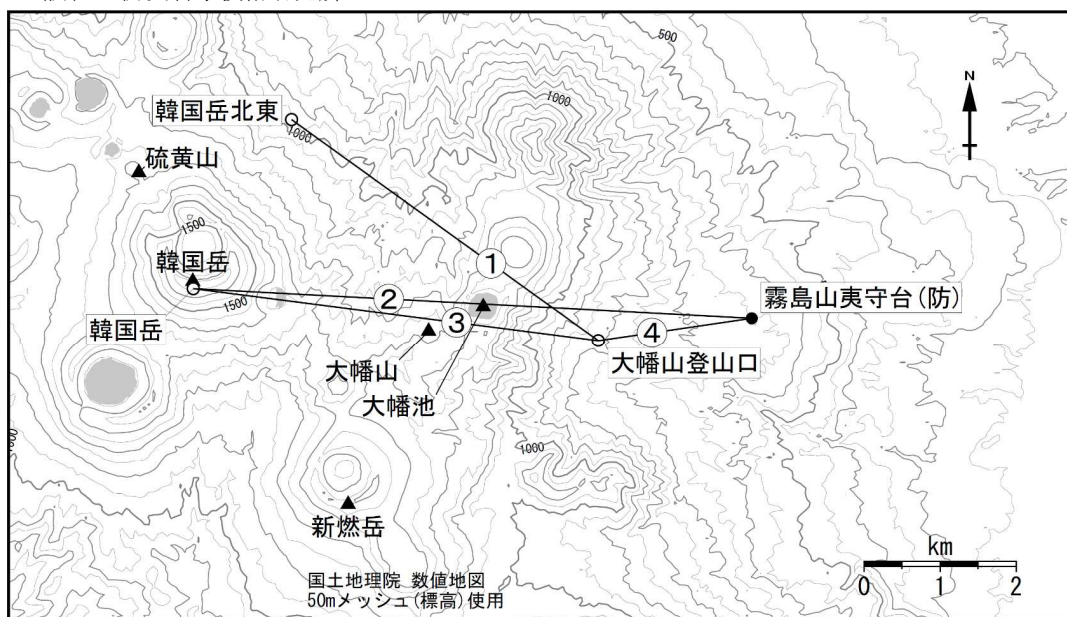 500
1000
N
韓国岳北東
1000
硫黄山
1500
①
韓国岳
②
霧島山夷守台(防)
1500
③
④
韓国岳
大幡山登山口
大幡山
大幡池
1000
1000
新燃岳
km
国土地理院 数値地図
50mメッシュ(標高)使用
0 1 2